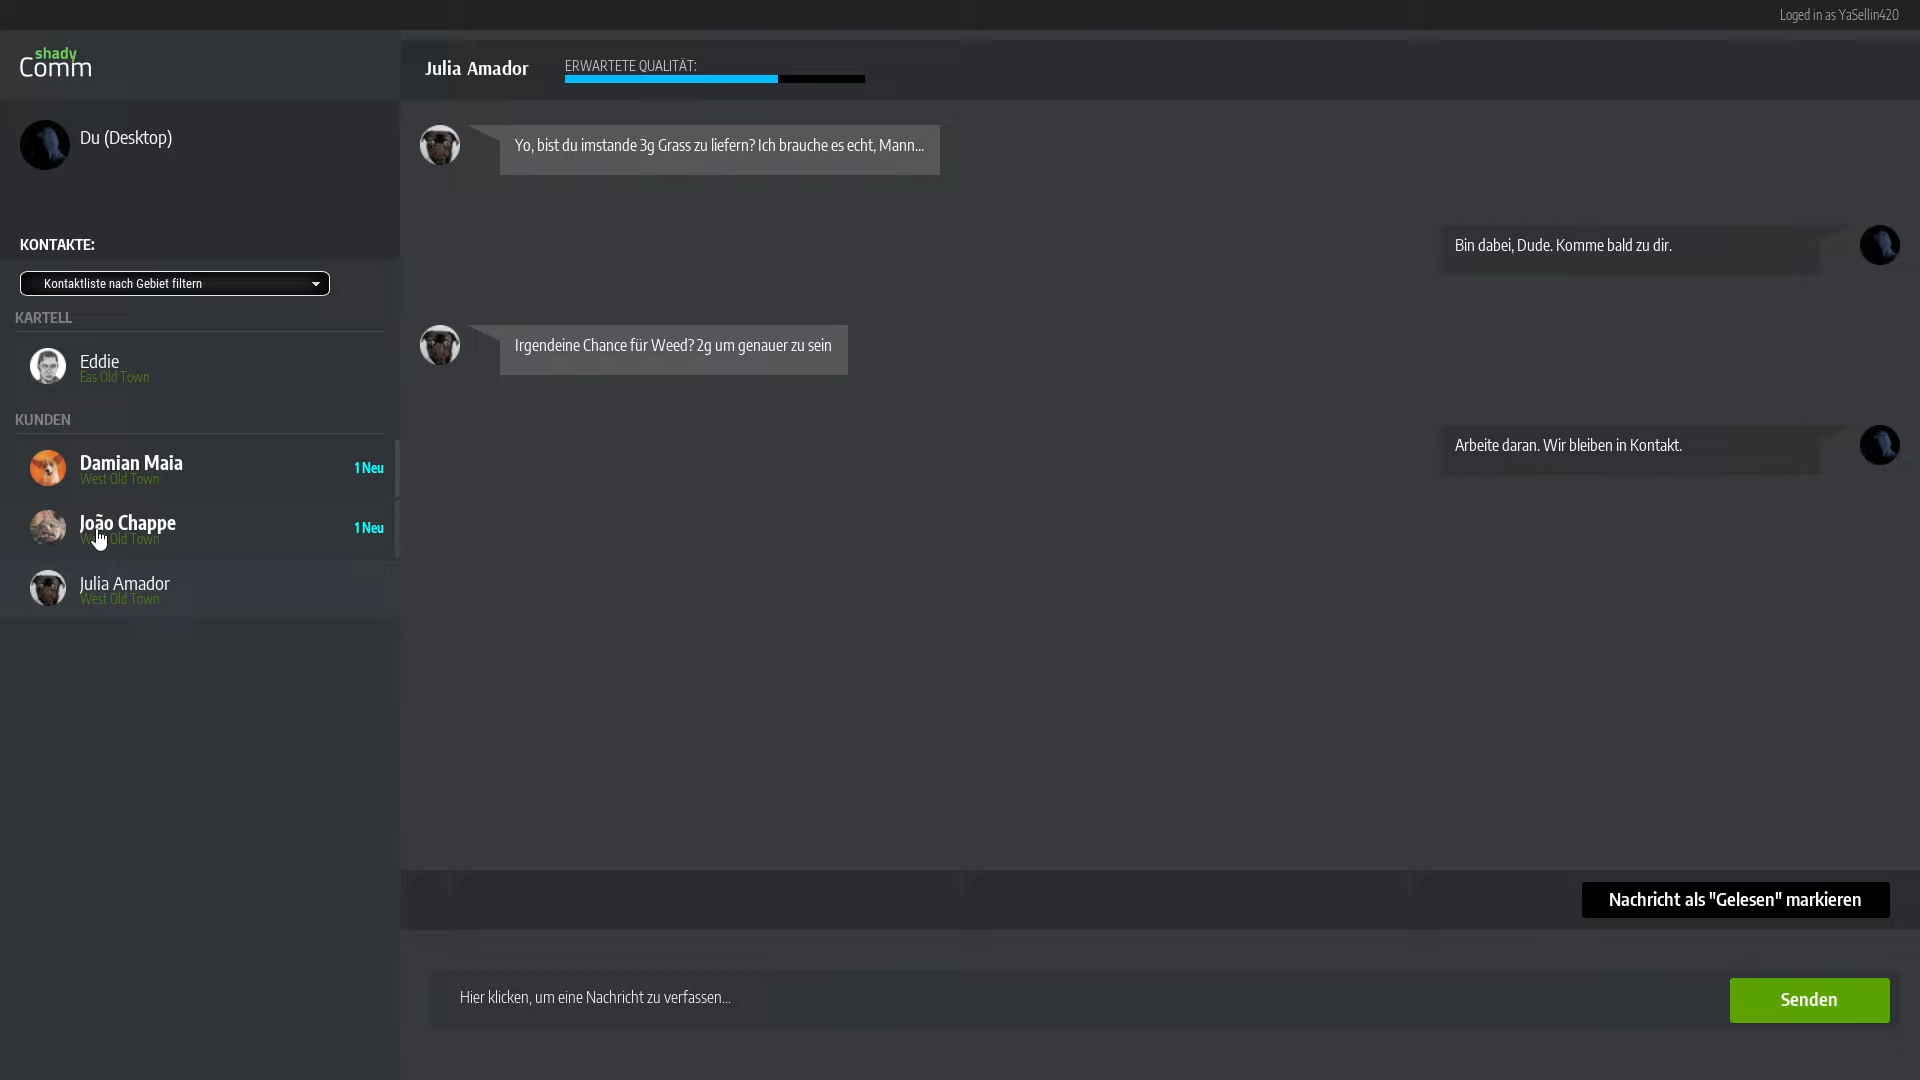 Loged in as YaSellin420
shady
Comm
Julia Amador
ERWARTETE QUALITÄT:
Du (Desktop)
Yo, bist du imstande 3g Grass zu liefern? Ich brauche es echt, Mann...
Bin dabei, Dude. Komme bald zu dir.
KONTAKTE:
Kontaktliste nach Gebiet filtern
KARTELL
Eddie
Eas Old Town
Irgendeine Chance für Weed? 2g um genauer zu sein
KUNDEN
Damian Maia
1 Neu
West Old Town
Arbeite daran. Wir bleiben in Kontakt.
João Chappe
1 Neu
Old Town
Julia Amador
West Old Town
Nachricht als "Gelesen" markieren
Hier klicken, um eine Nachricht zu verfassen...
Senden